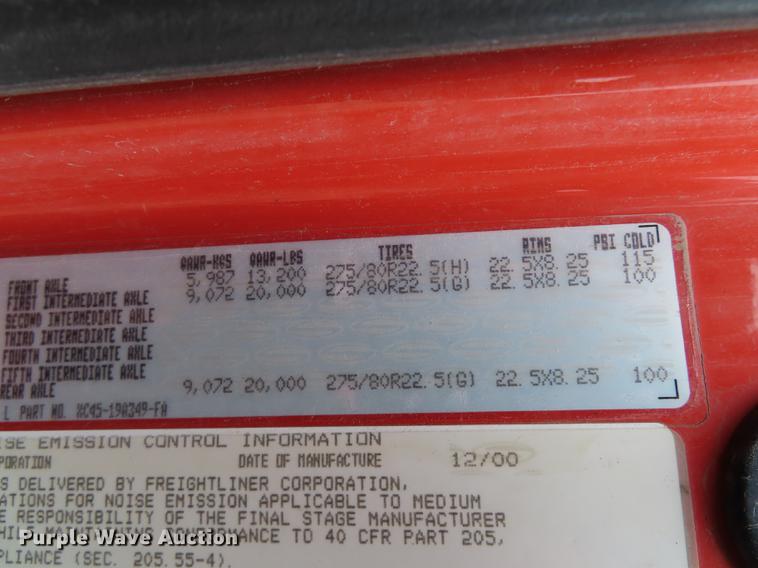 GAWR-KGS GAWR-LBS TIRES RIMS PSI COLD
FRONT AXLE 5,987 13,200 275/80R22.5(H) 22.5X8.25 115
FIRST INTERMEDIATE AXLE 9,072 20,000 275/80R22.5(G) 22.5X8.25 100
SECOND INTERMEDIATE AXLE
THIRD INTERMEDIATE AXLE
FOURTH INTERMEDIATE AXLE
FIFTH INTERMEDIATE AXLE
REAR AXLE 9,072 20,000 275/80R22.5(G) 22.5X8.25 100
L PART NO. XC45-19A349-FA
ISE EMISSION CONTROL INFORMATION
PORATION DATE OF MANUFACTURE 12/00
S DELIVERED BY FREIGHTLINER CORPORATION,
ATIONS FOR NOISE EMISSION APPLICABLE TO MEDIUM
E RESPONSIBILITY OF THE FINAL STAGE MANUFACTURER
CONFORMANCE TO 40 CFR PART 205,
PLIANCE (SEC. 205.55-4).
Purple Wave Auction